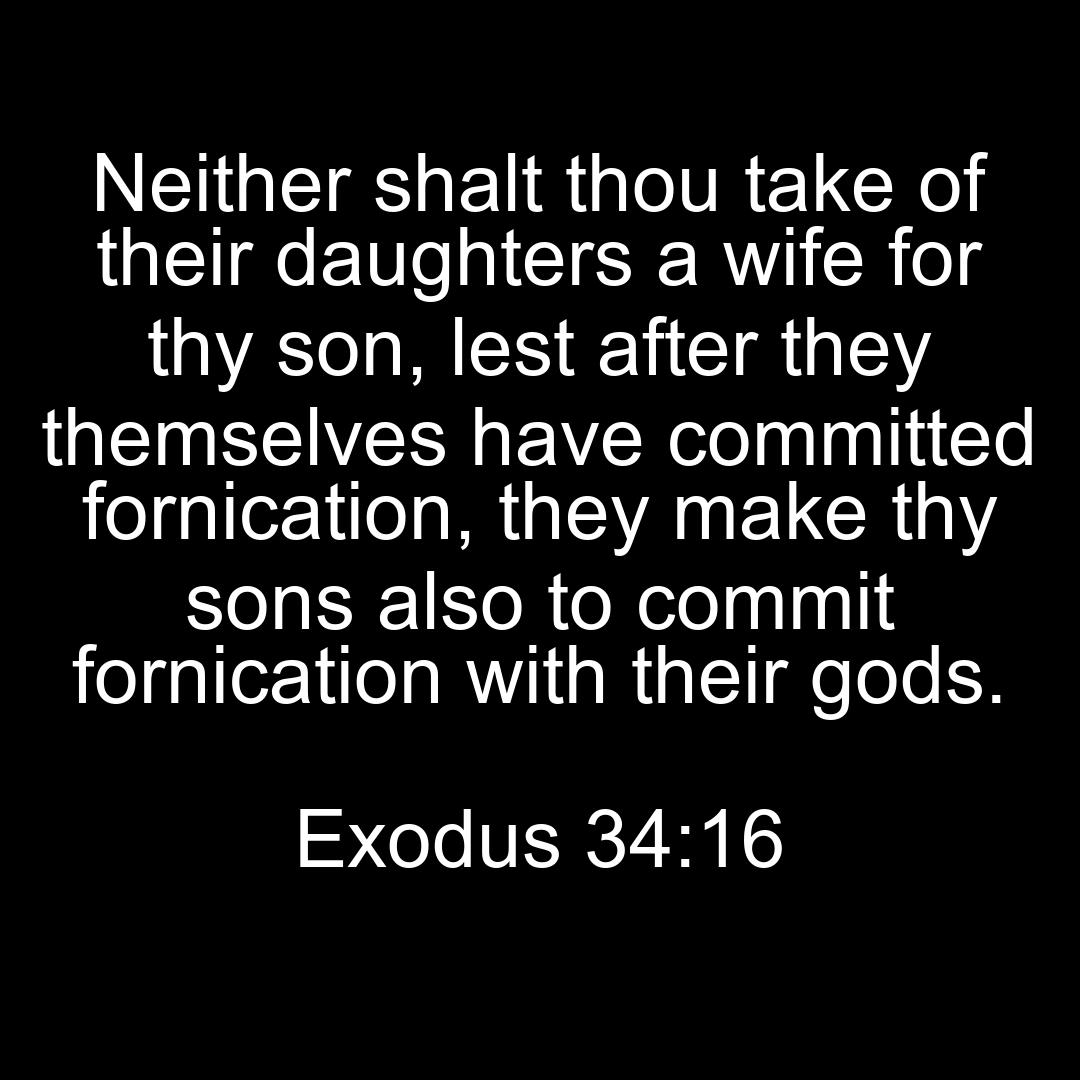 Neither shalt thou take of
their daughters a wife for
thy son, lest after they
themselves have committed
fornication, they make thy
sons also to commit
fornication with their gods.
Exodus 34:16